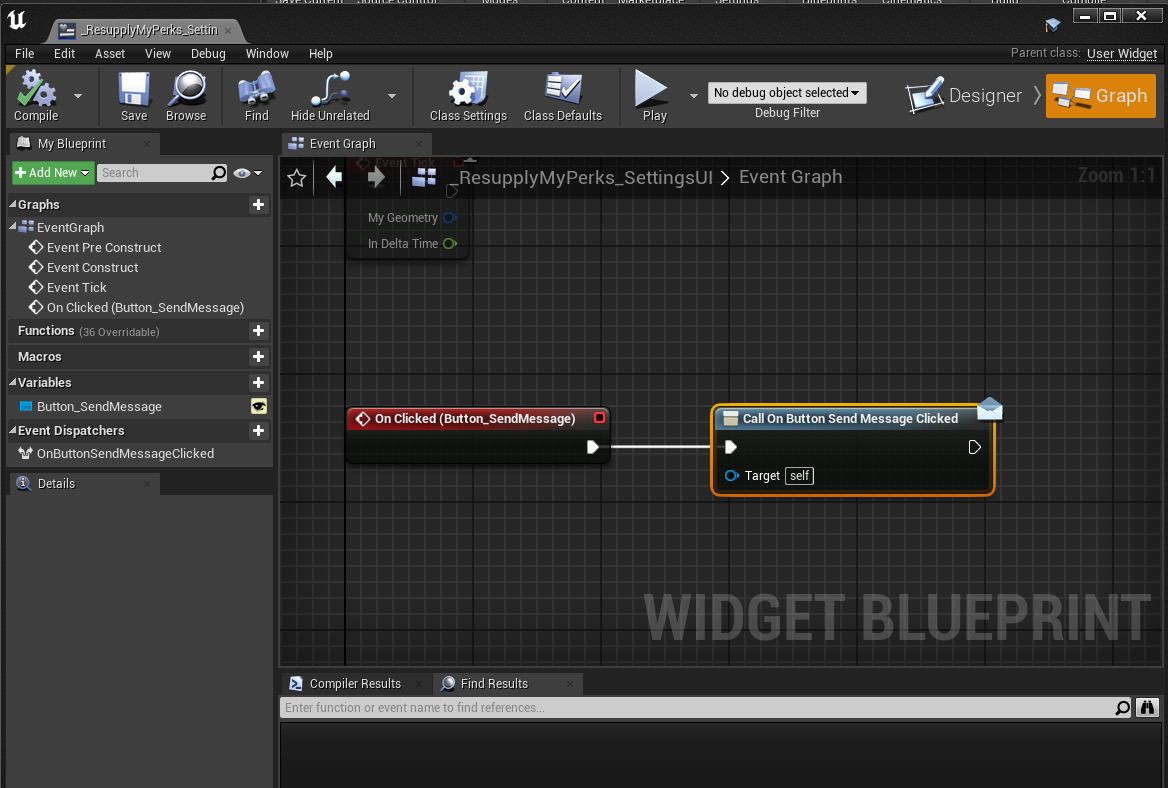 _ResupplyMyPerks_Settin
File Edit Asset View Debug Window Help
Parent class: User Widget
Compile Save Browse Find Hide Unrelated Class Settings Class Defaults Play
No debug object selected
Debug Filter
Designer
Graph
My Blueprint
Add New Search
Graphs
EventGraph
Event Pre Construct
Event Construct
Event Tick
On Clicked (Button_SendMessage)
Functions (36 Overridable)
Macros
Variables
Button_SendMessage
Event Dispatchers
OnButtonSendMessageClicked
Details
Event Graph
Event Tick
_ResupplyMyPerks_SettingsUI > Event Graph
Zoom 1:1
My Geometry
In Delta Time
On Clicked (Button_SendMessage)
Call On Button Send Message Clicked
Target self
WIDGET BLUEPRINT
Compiler Results
Find Results
Enter function or event name to find references...